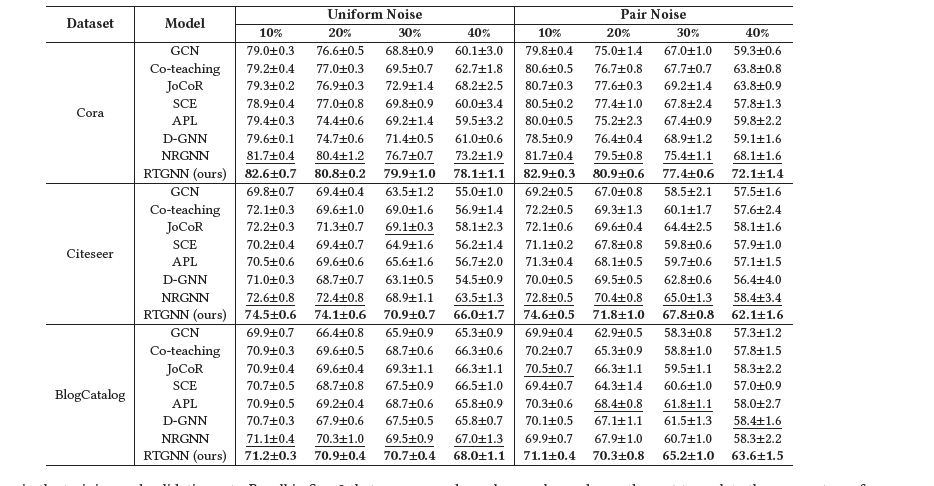 Dataset Model Uniform Noise Pair Noise
10% 20% 30% 40% 10% 20% 30% 40%
Cora
GCN 79.0±0.3 76.6±0.5 68.8±0.9 60.1±3.0 79.8±0.4 75.0±1.4 67.0±1.0 59.3±0.6
Co-teaching 79.2±0.4 77.0±0.3 69.5±0.7 62.7±1.8 80.6±0.5 76.7±0.8 67.7±0.7 63.8±0.8
JoCoR 79.3±0.2 76.9±0.3 72.9±1.4 68.2±2.5 80.7±0.3 77.6±0.3 69.2±1.4 63.8±0.9
SCE 78.9±0.4 77.0±0.8 69.8±0.9 60.0±3.4 80.5±0.2 77.4±1.0 67.8±2.4 57.8±1.3
APL 79.4±0.3 74.4±0.6 69.2±1.4 59.5±3.2 80.0±0.5 75.2±2.3 67.4±0.9 59.8±2.2
D-GNN 79.6±0.1 74.7±0.6 71.4±0.5 61.0±0.6 78.5±0.9 76.4±0.4 68.9±1.2 59.1±1.6
NRGNN 81.7±0.4 80.4±1.2 76.7±0.7 73.2±1.9 81.7±0.4 79.5±0.8 75.4±1.1 68.1±1.6
RTGNN (ours) 82.6±0.7 80.8±0.2 79.9±1.0 78.1±1.1 82.9±0.3 80.9±0.6 77.4±0.6 72.1±1.4
Citeseer
GCN 69.8±0.7 69.4±0.4 63.5±1.2 55.0±1.0 69.2±0.5 67.0±0.8 58.5±2.1 57.5±1.6
Co-teaching 72.1±0.3 69.6±1.0 69.0±1.6 56.9±1.4 72.2±0.5 69.3±1.3 60.1±1.7 57.6±2.4
JoCoR 72.2±0.3 71.3±0.7 69.1±0.3 58.1±2.3 72.1±0.6 69.6±0.4 64.4±2.5 58.1±1.6
SCE 70.2±0.4 69.4±0.7 64.9±1.6 56.2±1.4 71.1±0.2 67.8±0.8 59.8±0.6 57.9±1.0
APL 70.5±0.6 69.6±0.6 65.6±1.6 56.7±2.0 71.3±0.4 68.1±0.5 59.7±0.6 57.1±1.5
D-GNN 71.0±0.3 68.7±0.7 63.1±0.5 54.5±0.9 70.0±0.5 69.5±0.5 62.8±0.6 56.4±4.0
NRGNN 72.6±0.8 72.4±0.8 68.9±1.1 63.5±1.3 72.8±0.5 70.4±0.8 65.0±1.3 58.4±3.4
RTGNN (ours) 74.5±0.6 74.1±0.6 70.9±0.7 66.0±1.7 74.6±0.5 71.8±1.0 67.8±0.8 62.1±1.6
BlogCatalog
GCN 69.9±0.7 66.4±0.8 65.9±0.9 65.3±0.9 69.9±0.4 62.9±0.5 58.3±0.8 57.3±1.2
Co-teaching 70.9±0.3 69.6±0.5 68.7±0.6 66.3±0.6 70.2±0.7 65.3±0.9 58.8±1.0 57.8±1.5
JoCoR 70.9±0.4 69.6±0.4 69.3±1.1 66.3±1.1 70.5±0.7 66.3±1.1 59.5±1.1 58.3±2.2
SCE 70.7±0.5 68.7±0.8 67.5±0.9 66.5±1.0 69.4±0.7 64.3±1.4 60.6±1.0 57.0±0.9
APL 70.9±0.5 69.2±0.4 68.7±0.6 65.8±0.9 70.3±0.6 68.4±0.8 61.8±1.1 58.0±2.7
D-GNN 70.7±0.3 67.9±0.6 67.5±0.5 65.8±0.7 70.1±0.5 67.1±1.1 61.5±1.3 58.4±1.6
NRGNN 71.1±0.4 70.3±1.0 69.5±0.9 67.0±1.3 69.9±0.7 67.9±1.0 60.7±1.0 58.3±2.2
RTGNN (ours) 71.2±0.3 70.9±0.4 70.7±0.4 68.0±1.1 71.1±0.4 70.3±0.8 65.2±1.0 63.6±1.5